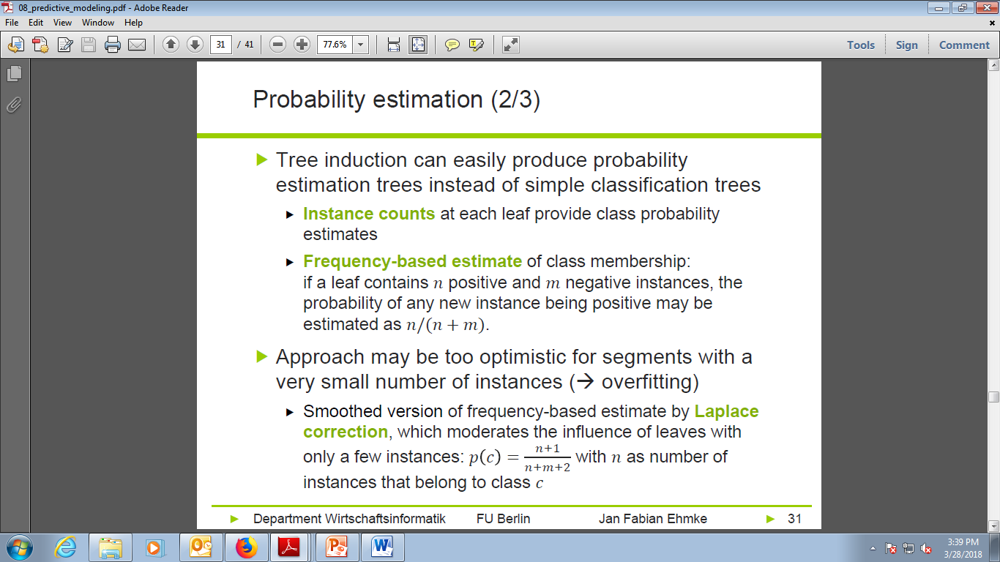 08_predictive_modeling.pdf - Adobe Reader
File Edit View Window Help
31 / 41 77.6% Tools Sign Comment
Probability estimation (2/3)
Tree induction can easily produce probability
estimation trees instead of simple classification trees
Instance counts at each leaf provide class probability
estimates
Frequency-based estimate of class membership:
if a leaf contains n positive and m negative instances, the
probability of any new instance being positive may be
estimated as n/(n + m).
Approach may be too optimistic for segments with a
very small number of instances (→ overfitting)
Smoothed version of frequency-based estimate by Laplace
correction, which moderates the influence of leaves with
only a few instances: p(c) = (n+1)/(n+m+2) with n as number of
instances that belong to class c
Department Wirtschaftsinformatik FU Berlin Jan Fabian Ehmke 31
3:39 PM
3/28/2018